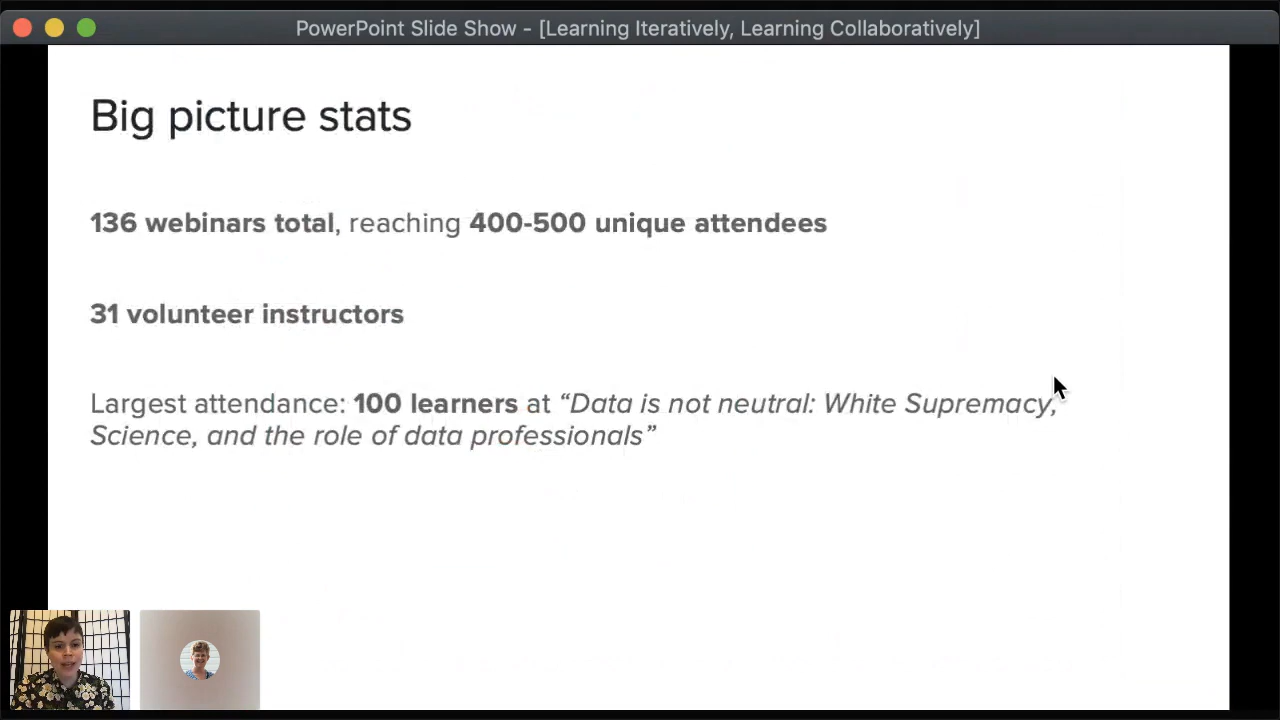 PowerPoint Slide Show - [Learning Iteratively, Learning Collaboratively]
Big picture stats
136 webinars total, reaching 400-500 unique attendees
31 volunteer instructors
Largest attendance: 100 learners at “Data is not neutral: White Supremacy,
Science, and the role of data professionals”